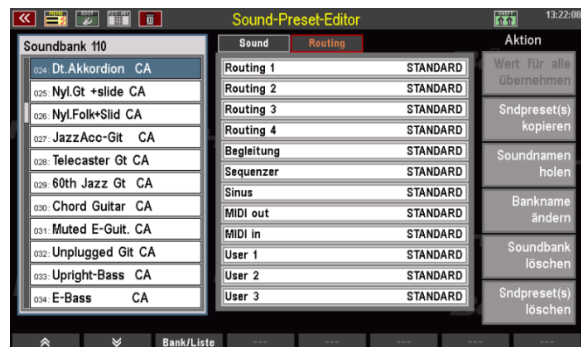 Sound-Preset-Editor
13:22:08
Soundbank 110
024: Dt.Akkordion CA
025: Nyl.Gt +slide CA
026: Nyl.Folk+Slid CA
027: JazzAcc-Git CA
028: Telecaster Gt CA
029: 60th Jazz Gt CA
030: Chord Guitar CA
031: Muted E-Guit. CA
032: Unplugged Git CA
033: Upright-Bass CA
034: E-Bass CA
Sound Routing
Routing 1 STANDARD
Routing 2 STANDARD
Routing 3 STANDARD
Routing 4 STANDARD
Begleitung STANDARD
Sequenzer STANDARD
Sinus STANDARD
MIDI out STANDARD
MIDI in STANDARD
User 1 STANDARD
User 2 STANDARD
User 3 STANDARD
Aktion
Wert für alle
übernehmen
Sndpreset(s)
kopieren
Soundnamen
holen
Bankname
ändern
Soundbank
löschen
Sndpreset(s)
löschen
Bank/Liste --- --- --- --- ---